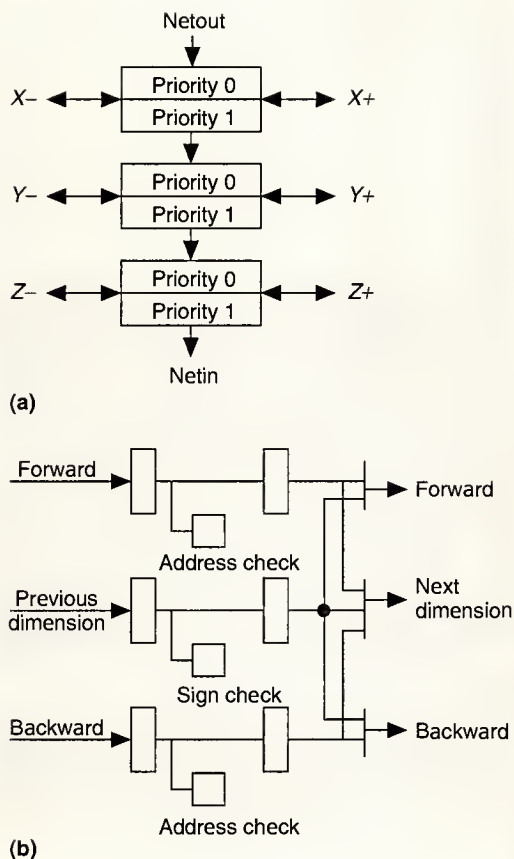 Netout
Priority 0
X– X+
Priority 1
Priority 0
Y– Y+
Priority 1
Priority 0
Z– Z+
Priority 1
Netin
(a)
Forward
Forward
Address check
Previous
dimension
Next
dimension
Sign check
Backward
Backward
Address check
(b)